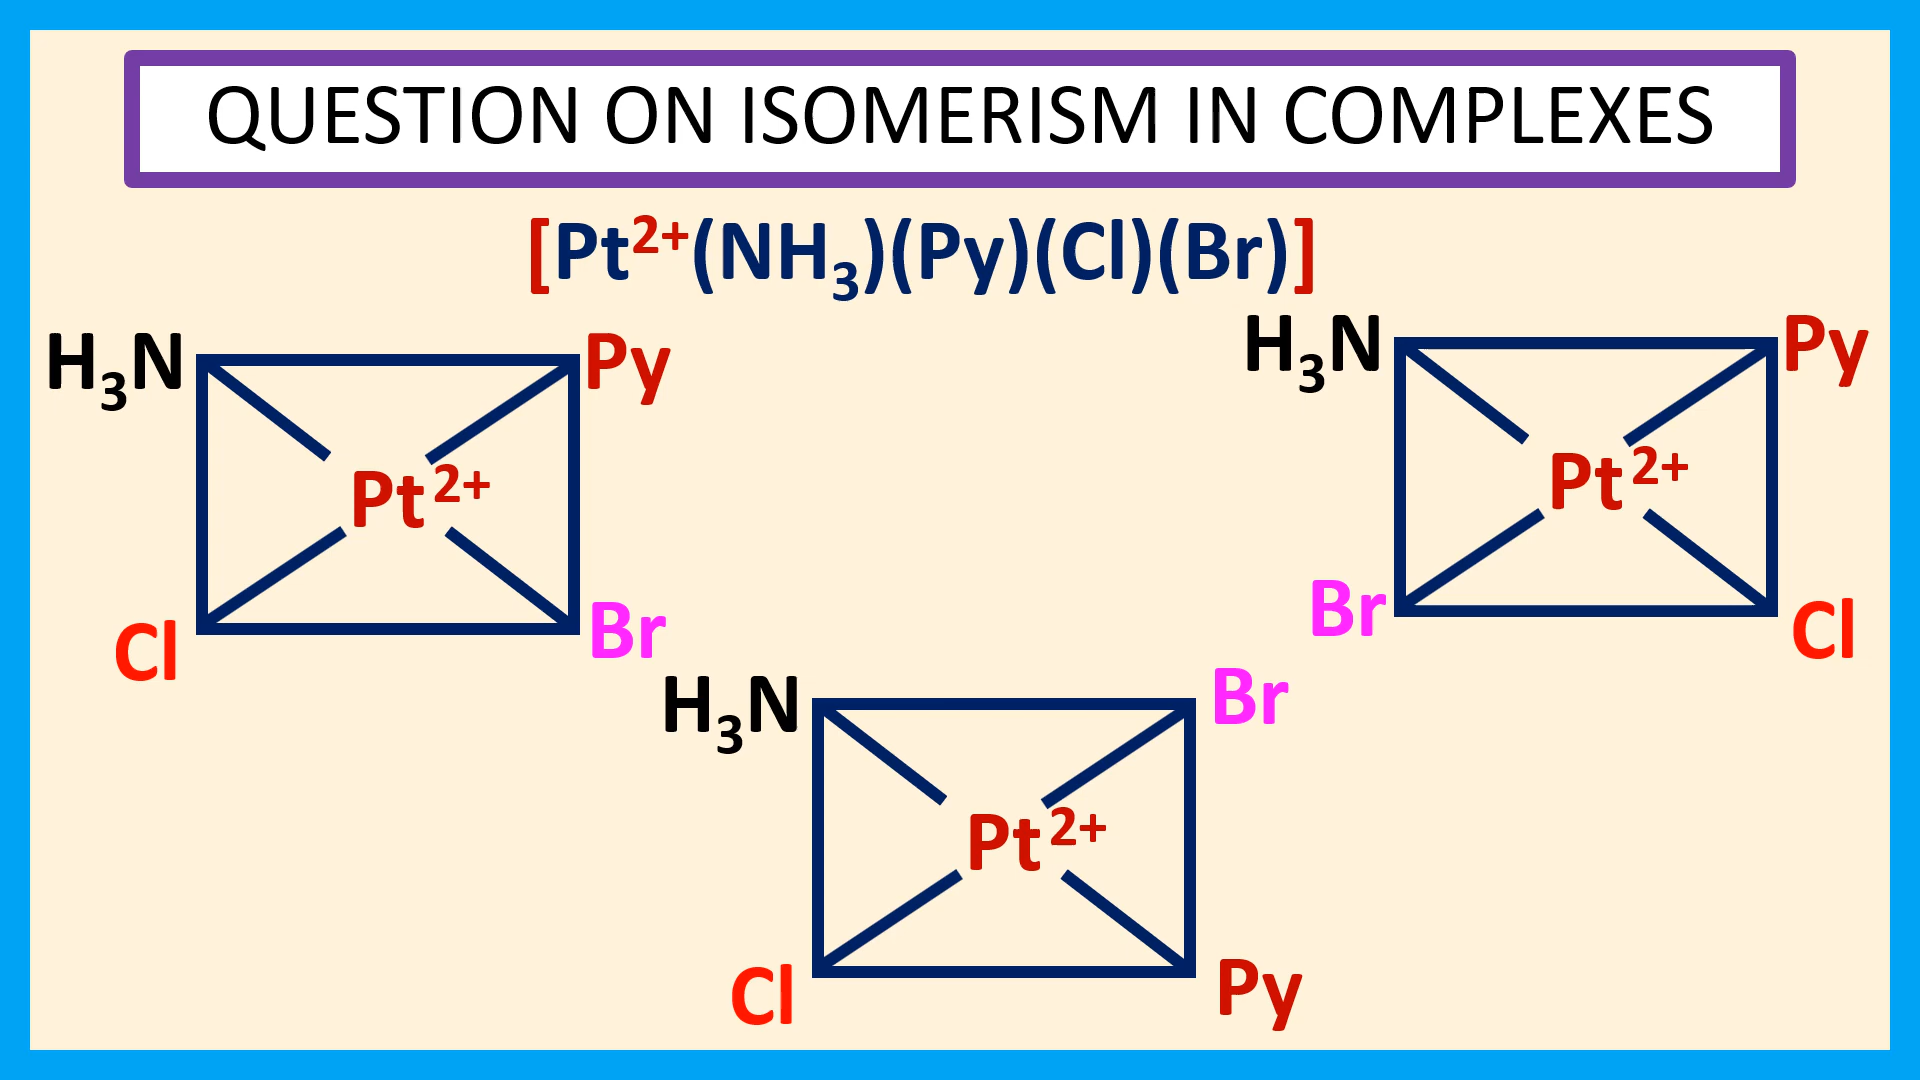 QUESTION ON ISOMERISM IN COMPLEXES
[Pt²⁺(NH₃)(Py)(Cl)(Br)]
H₃N Py
Pt²⁺
Cl Br
H₃N Py
Pt²⁺
Br Cl
H₃N Br
Pt²⁺
Cl Py